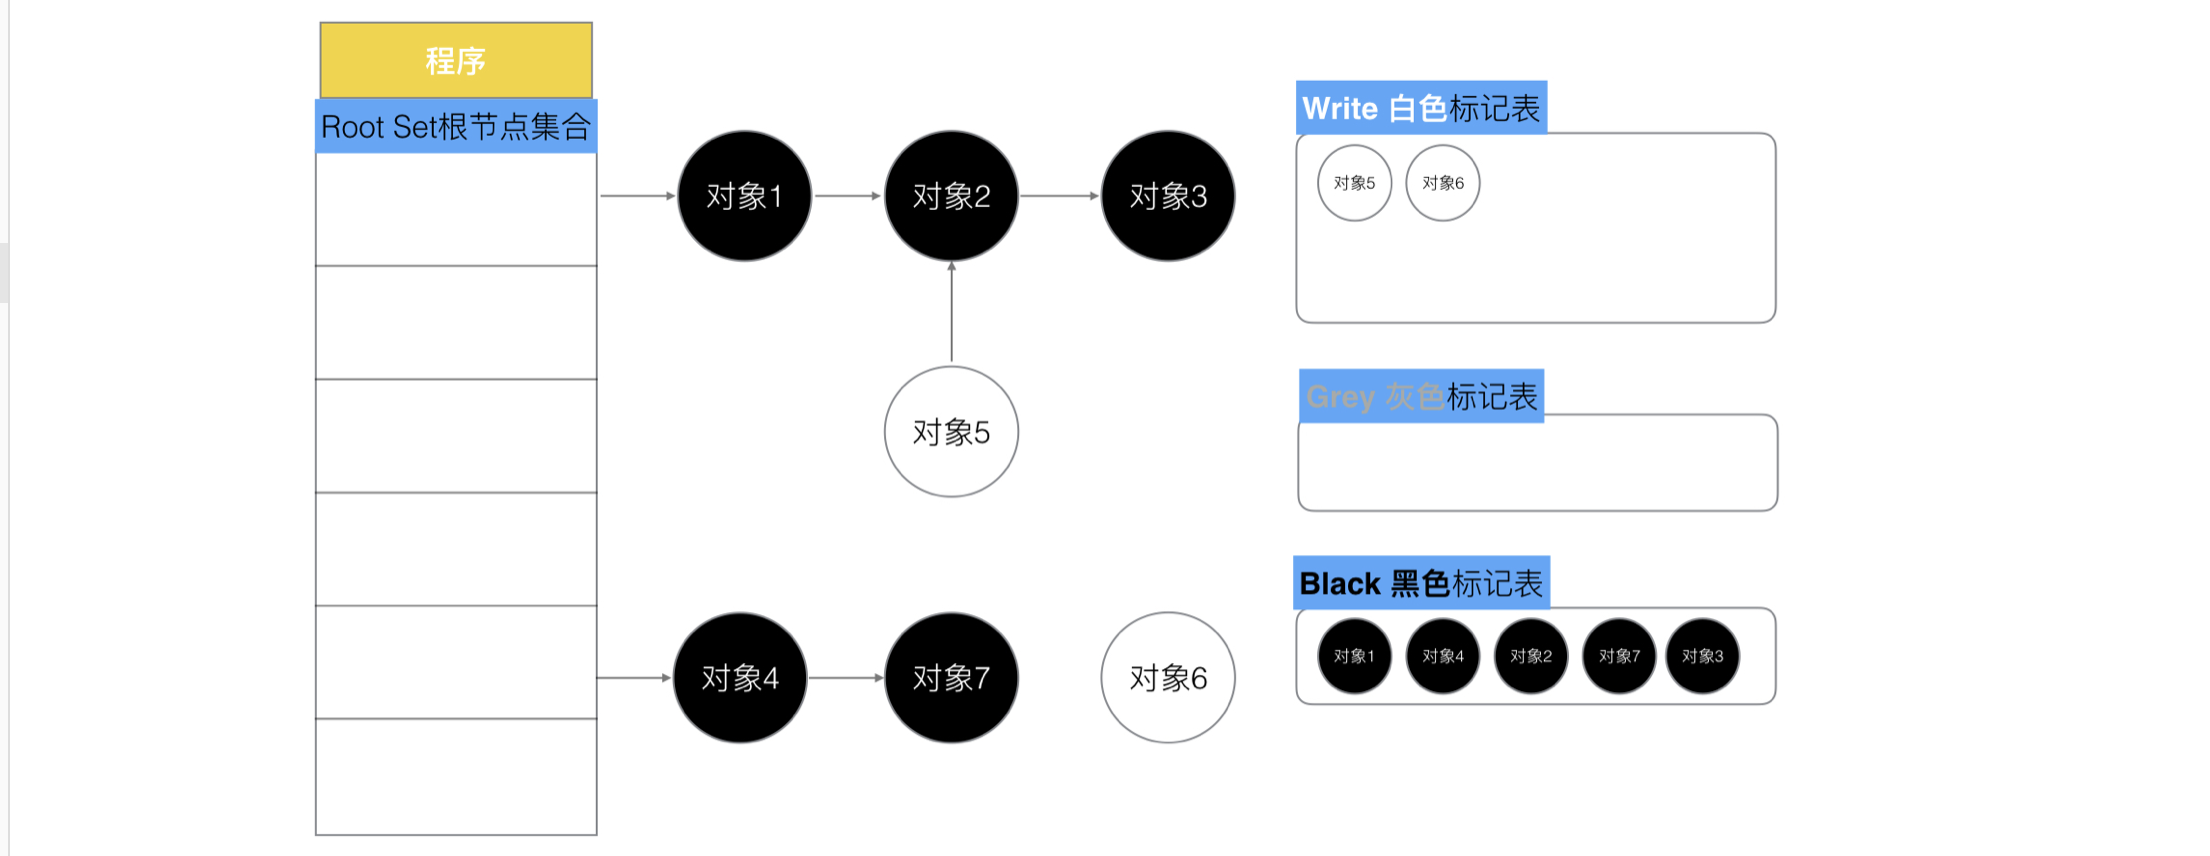 程序
Root Set根节点集合
对象1
对象2
对象3
对象5
对象4
对象7
对象6
Write 白色标记表
对象5
对象6
Grey 灰色标记表
Black 黑色标记表
对象1
对象4
对象2
对象7
对象3